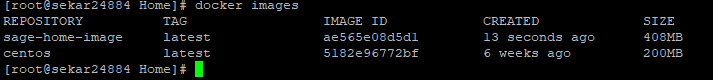 [root@sekar24884 Home]# docker images
REPOSITORY TAG IMAGE ID CREATED SIZE
sage-home-image latest ae565e08d5d1 13 seconds ago 408MB
centos latest 5182e96772bf 6 weeks ago 200MB
[root@sekar24884 Home]#